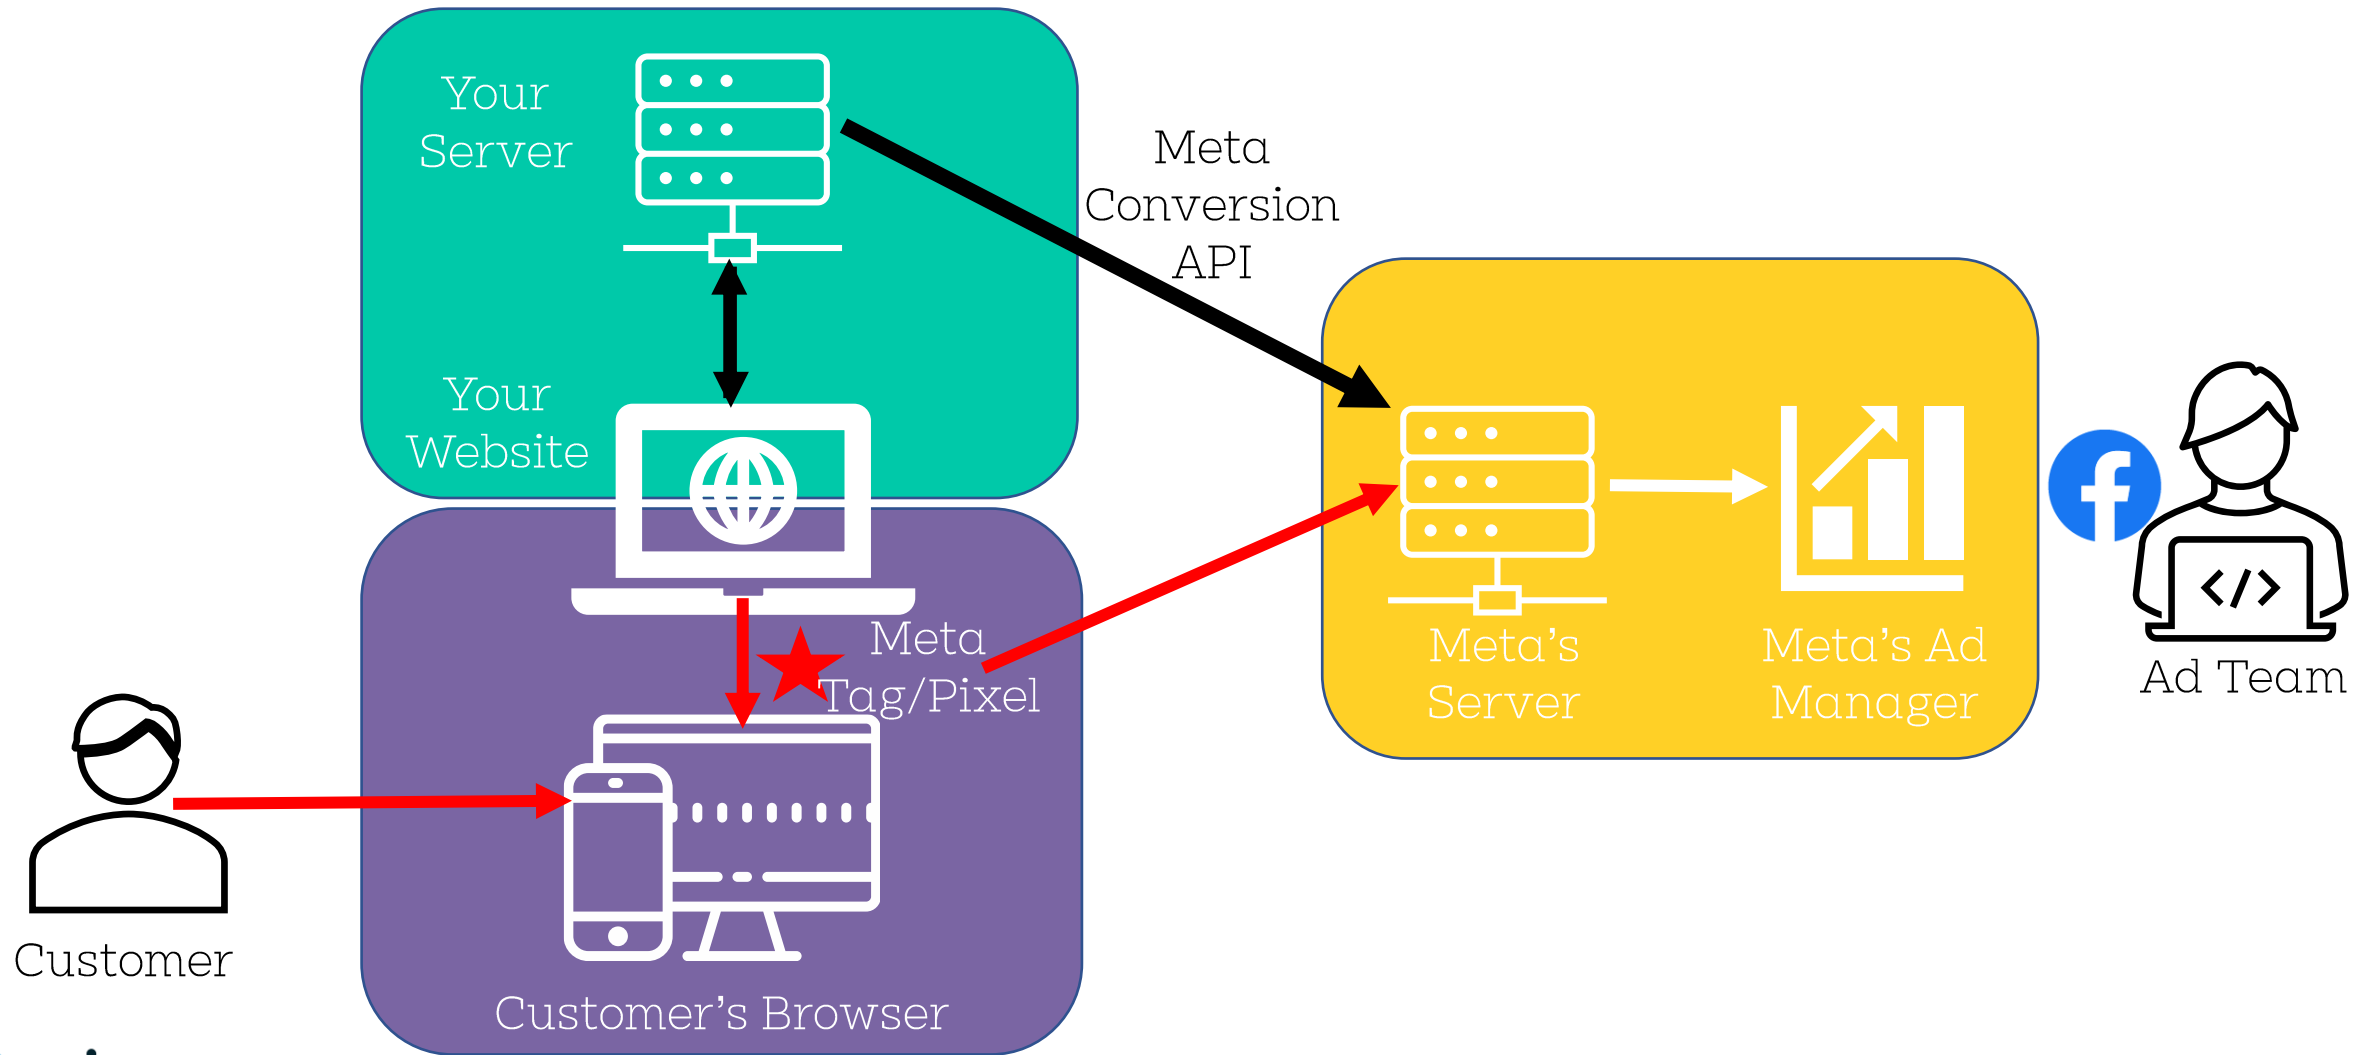 Your
Server
Meta
Conversion
API
Your
Website
Meta
Tag/Pixel
Meta's
Server
Meta's Ad
Manager
Ad Team
Customer
Customer's Browser